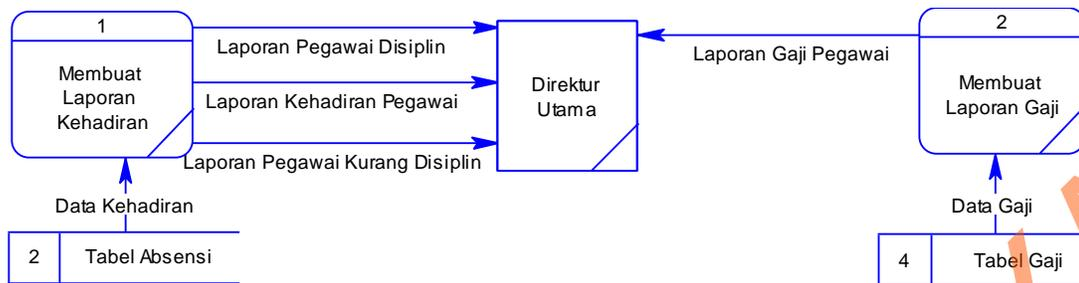 1
Membuat
Laporan
Kehadiran
Laporan Pegawai Disiplin
Laporan Kehadiran Pegawai
Laporan Pegawai Kurang Disiplin
Direktur
Utama
Laporan Gaji Pegawai
2
Membuat
Laporan Gaji
Data Kehadiran
2 Tabel Absensi
Data Gaji
4 Tabel Gaji